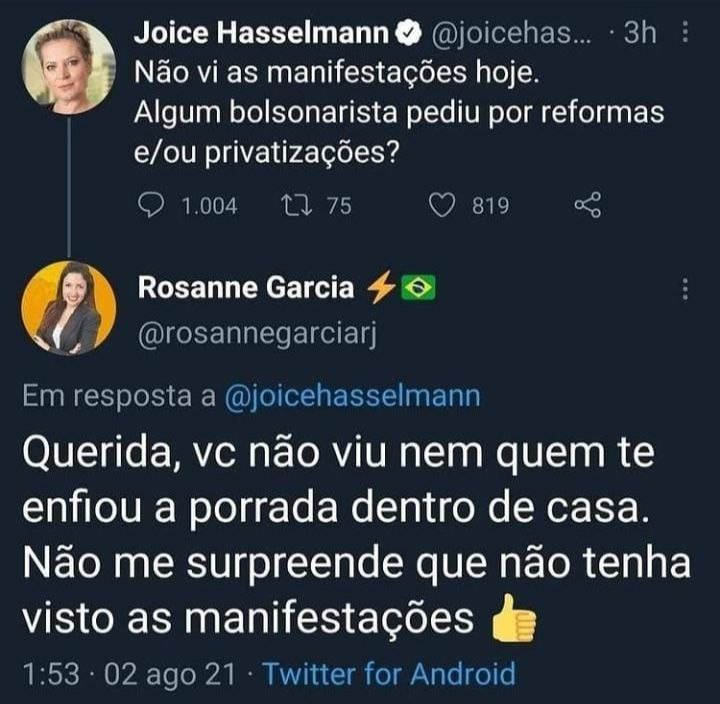 Joice Hasselmann @joicehas... · 3h
Não vi as manifestações hoje.
Algum bolsonarista pediu por reformas
e/ou privatizações?
1.004 75 819
Rosanne Garcia ⚡🇧🇷
@rosannegarciarj
Em resposta a @joicehasselmann
Querida, vc não viu nem quem te
enfiou a porrada dentro de casa.
Não me surpreende que não tenha
visto as manifestações 👍
1:53 · 02 ago 21 · Twitter for Android